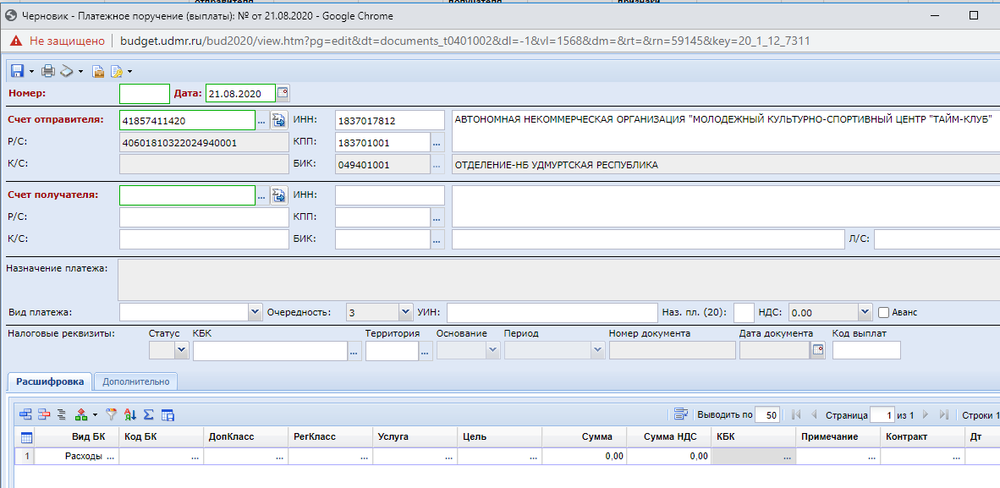 отправителя получателя признаки
Черновик - Платежное поручение (выплаты): № от 21.08.2020 - Google Chrome
Не защищено budget.udmr.ru/bud2020/view.htm?pg=edit&dt=documents_t0401002&dl=-1&vl=1568&dm=&rt=&rn=59145&key=20_1_12_7311
Номер: Дата: 21.08.2020
Счет отправителя: 41857411420 ... ИНН: 1837017812 АВТОНОМНАЯ НЕКОММЕРЧЕСКАЯ ОРГАНИЗАЦИЯ "МОЛОДЕЖНЫЙ КУЛЬТУРНО-СПОРТИВНЫЙ ЦЕНТР "ТАЙМ-КЛУБ"
Р/С: 40601810322024940001 КПП: 183701001 ...
К/С: БИК: 049401001 ... ОТДЕЛЕНИЕ-НБ УДМУРТСКАЯ РЕСПУБЛИКА
Счет получателя: ... ИНН:
Р/С: КПП: ...
К/С: БИК: ... Л/С:
Назначение платежа:
Вид платежа: Очередность: 3 УИН: Наз. пл. (20): НДС: 0.00 Аванс
Налоговые реквизиты: Статус КБК Территория Основание Период Номер документа Дата документа Код выплат
... ...
Расшифровка Дополнительно
Выводить по 50 Страница 1 из 1 Строки 1
Вид БК Код БК ДопКласс РегКласс Услуга Цель Сумма Сумма НДС КБК Примечание Контракт Дт
1 Расходы ... ... ... ... ... ... 0,00 0,00 ... ... ...